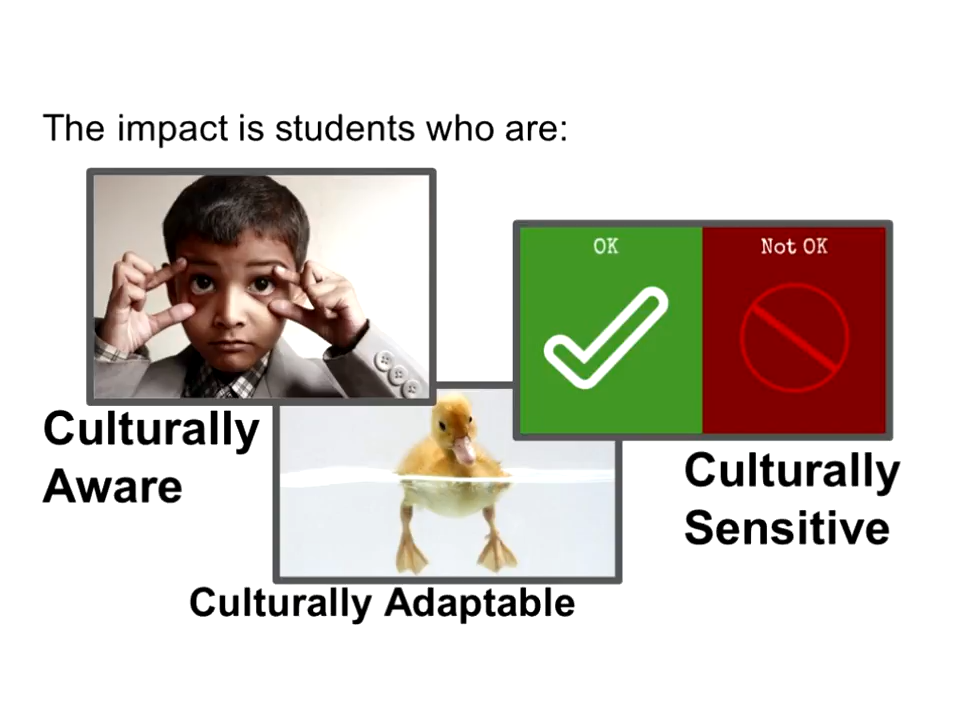 The impact is students who are:
OK
Not OK
Culturally
Aware
Culturally
Sensitive
Culturally Adaptable